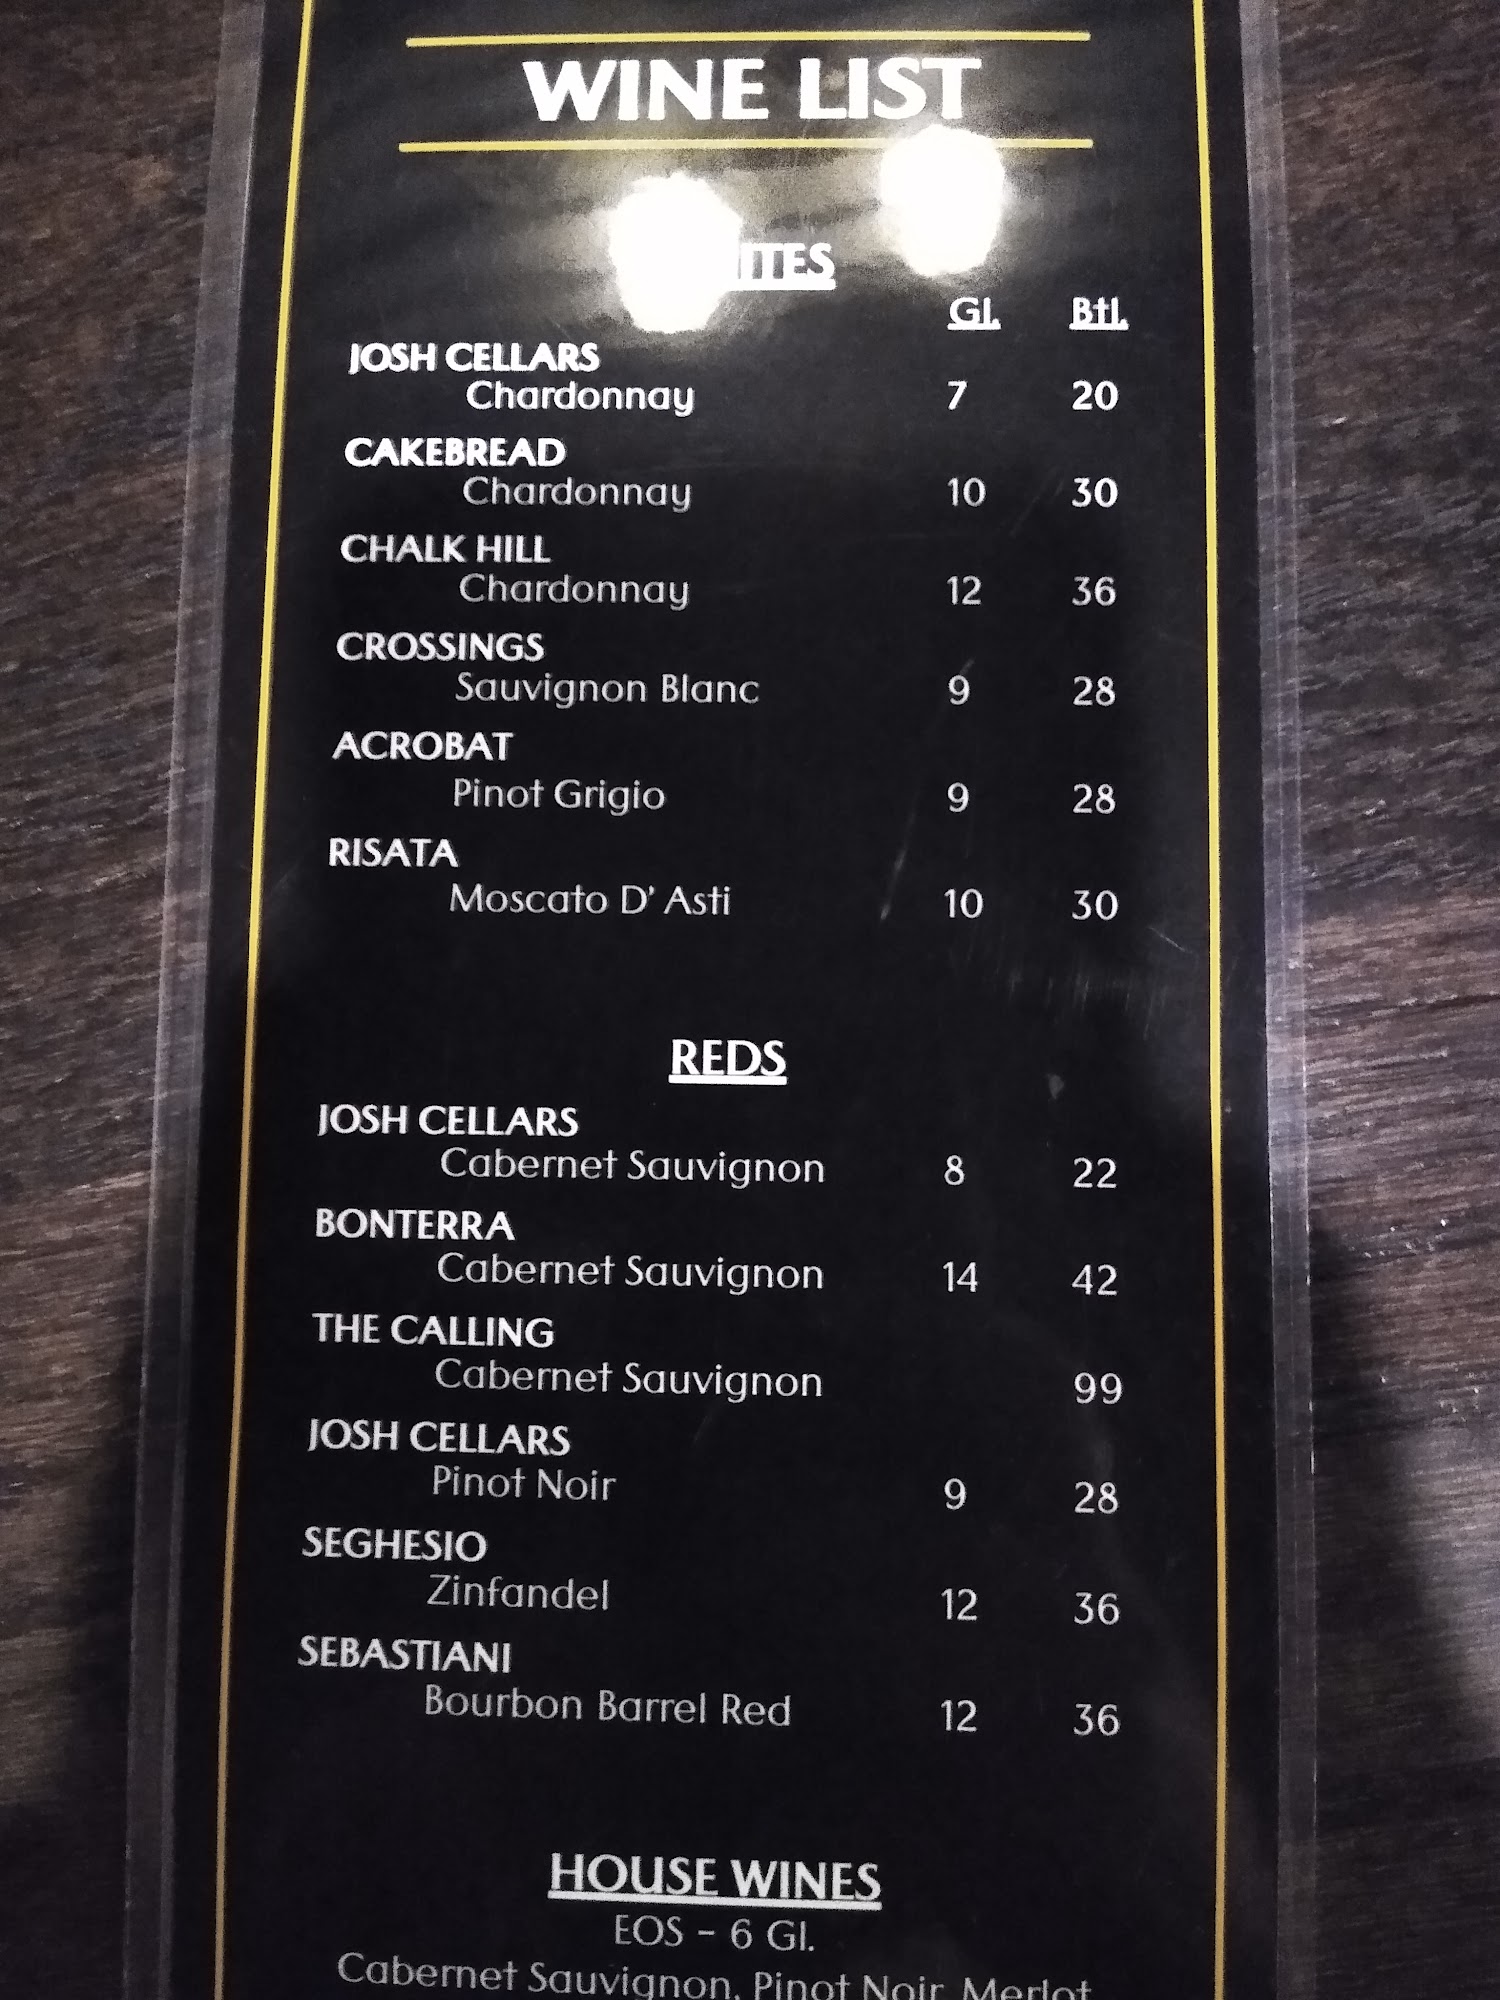 WINE LIST
Gl. Btl.
JOSH CELLARS
Chardonnay 7 20
CAKEBREAD
Chardonnay 10 30
CHALK HILL
Chardonnay 12 36
CROSSINGS
Sauvignon Blanc 9 28
ACROBAT
Pinot Grigio 9 28
RISATA
Moscato D' Asti 10 30
REDS
JOSH CELLARS
Cabernet Sauvignon 8 22
BONTERRA
Cabernet Sauvignon 14 42
THE CALLING
Cabernet Sauvignon 99
JOSH CELLARS
Pinot Noir 9 28
SEGHESIO
Zinfandel 12 36
SEBASTIANI
Bourbon Barrel Red 12 36
HOUSE WINES
EOS - 6 Gl.
Cabernet Sauvignon, Pinot Noir, Merlot